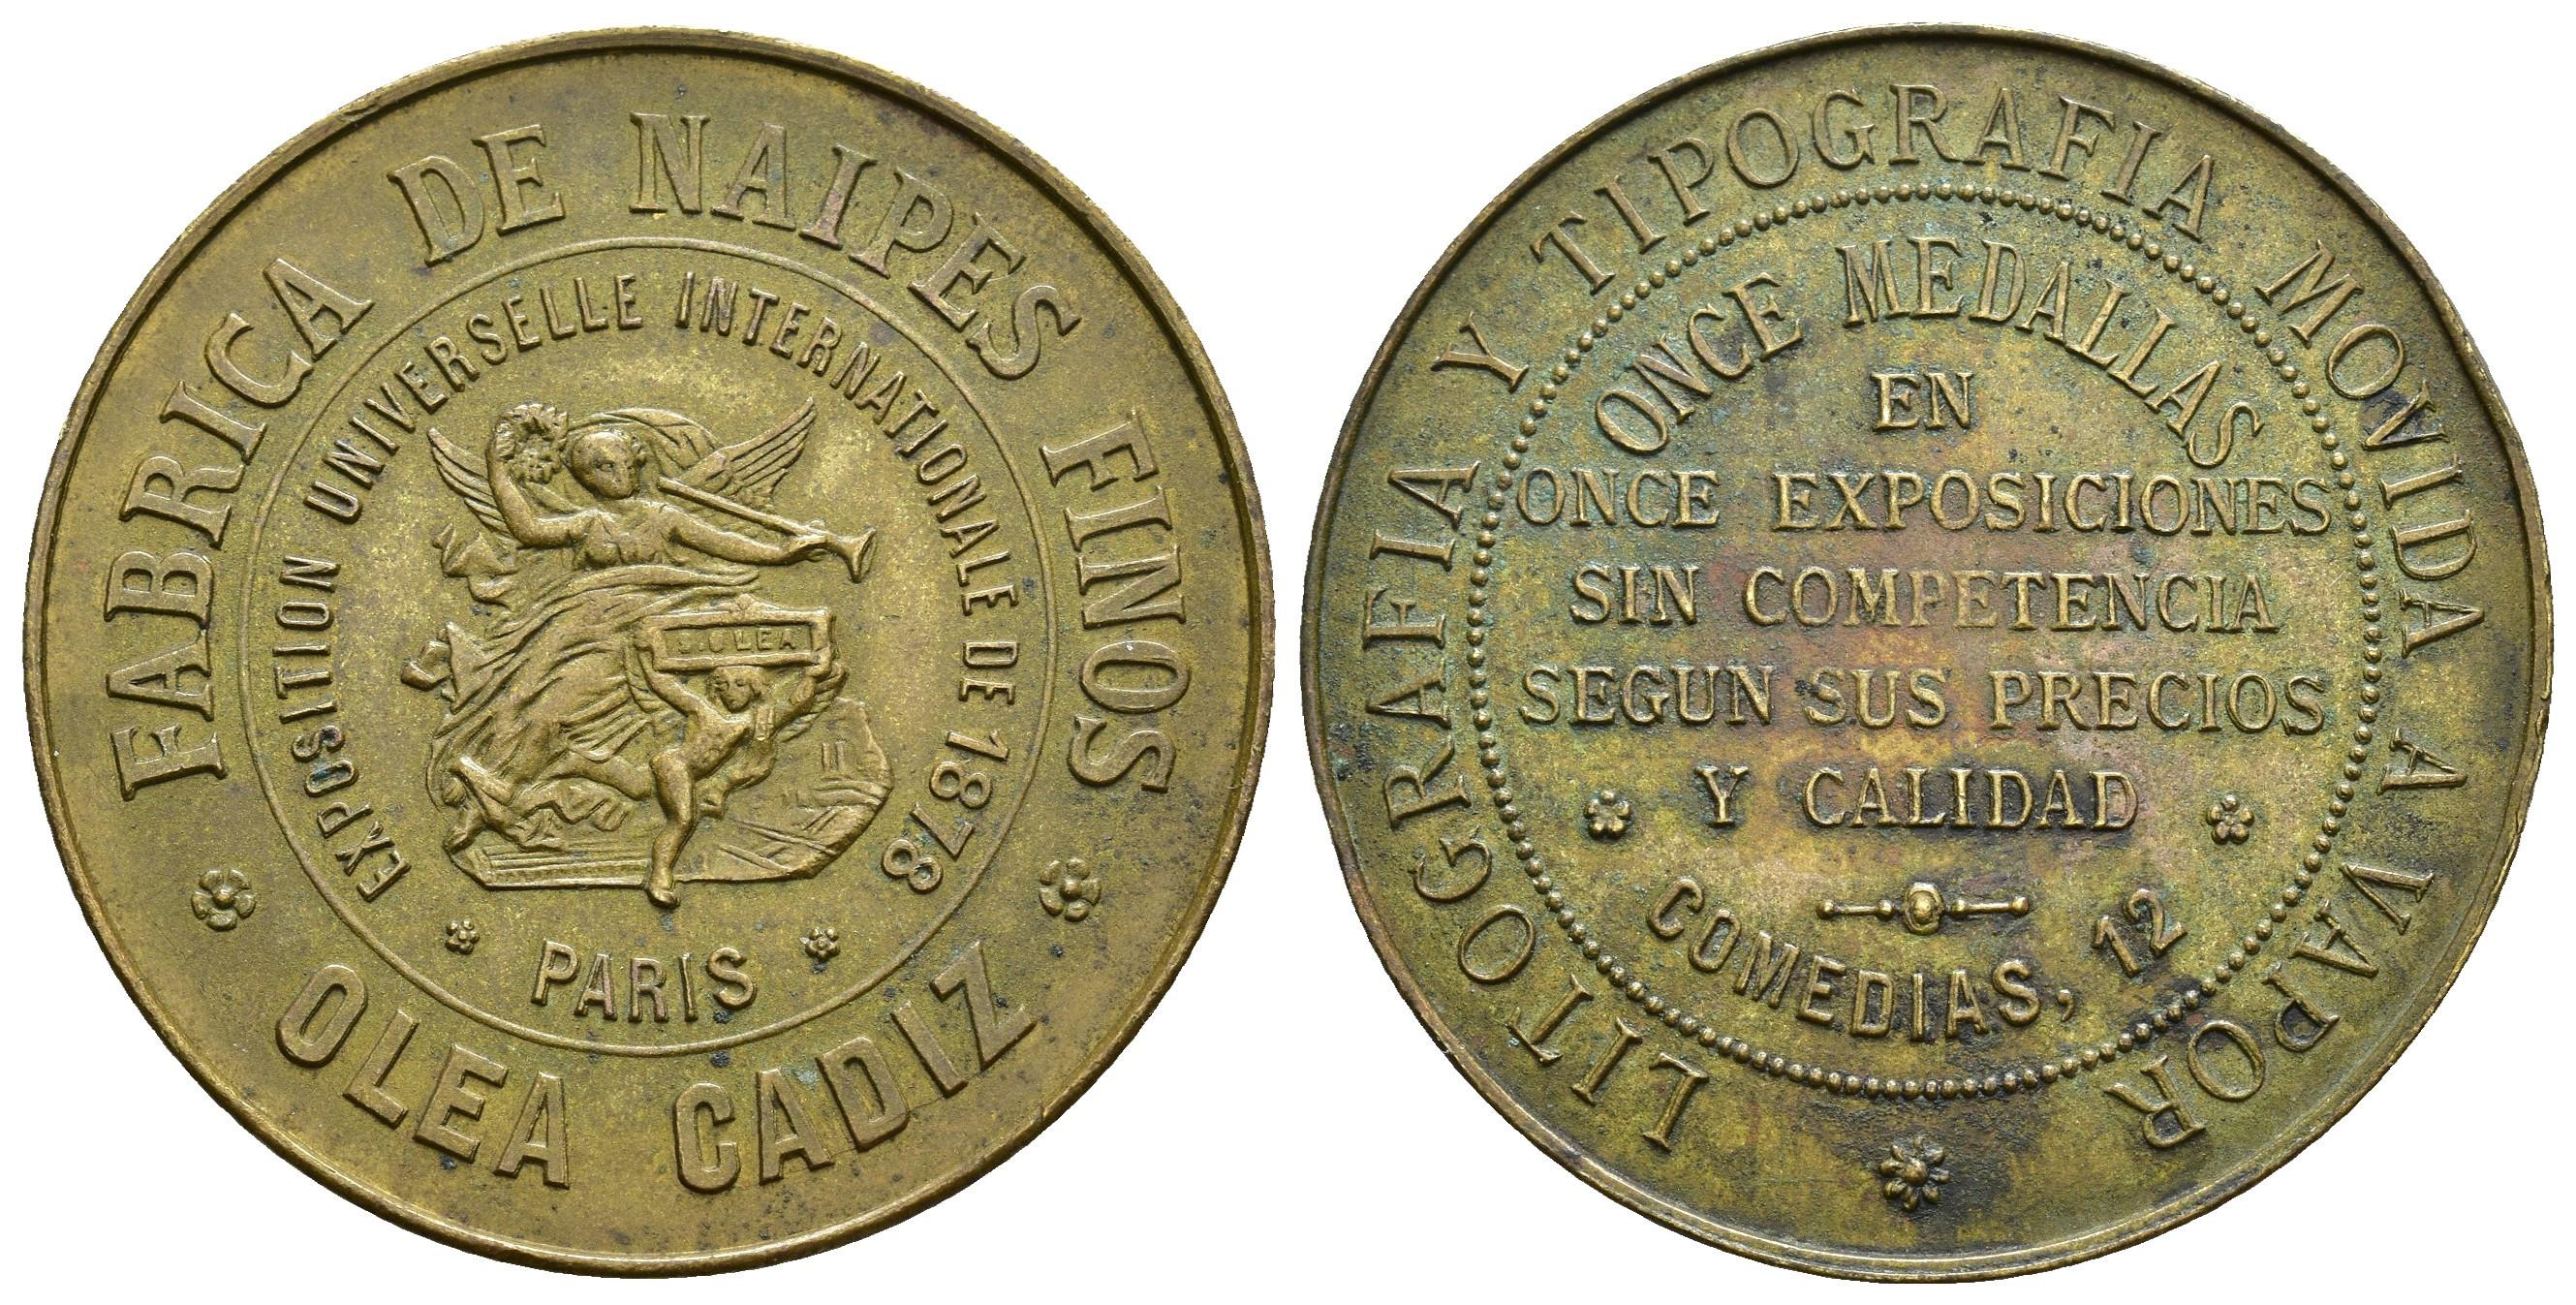 FABRICA DE NAIPES FINOS
OLEA CADIZ
EXPOSITION UNIVERSELLE INTERNATIONALE DE 1878
PARIS
OLEA
LITOGRAFIA Y TIPOGRAFIA MOVIDA A VAPOR
ONCE MEDALLAS
EN
ONCE EXPOSICIONES
SIN COMPETENCIA
SEGUN SUS PRECIOS
Y CALIDAD
COMEDIAS, 12